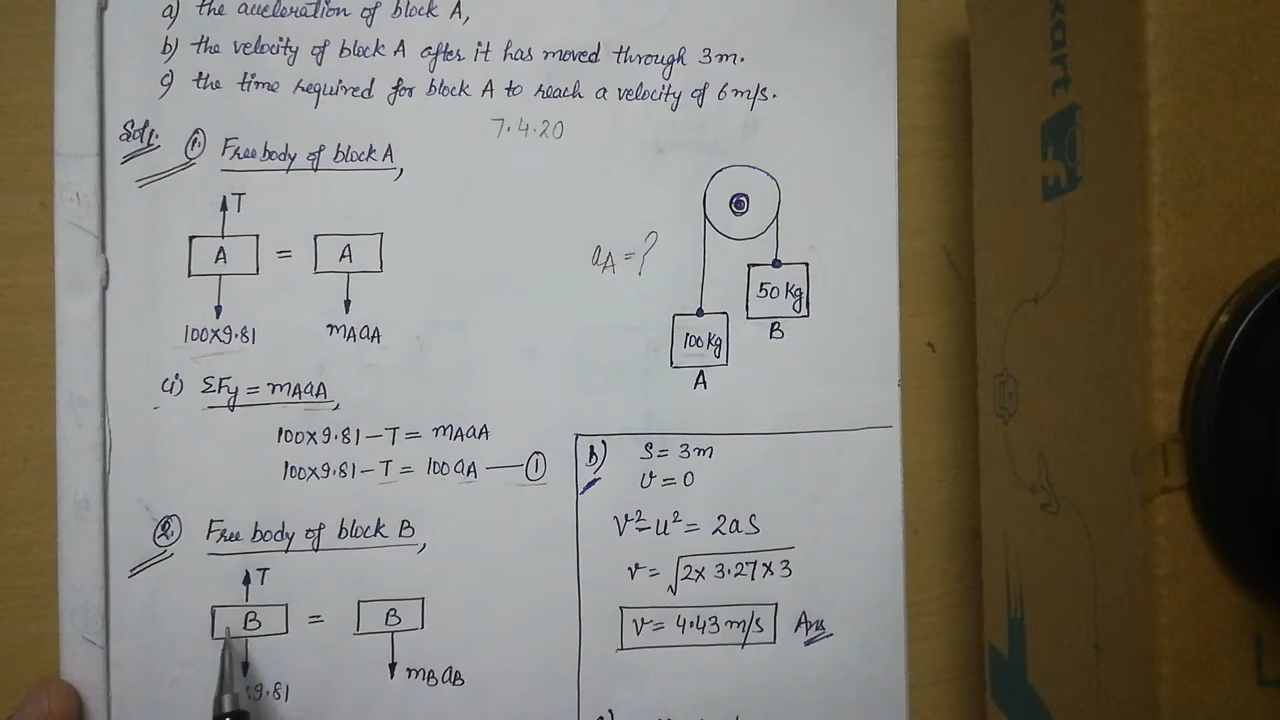 a) the acceleration of block A,
b) the velocity of block A after it has moved through 3m.
c) the time required for block A to reach a velocity of 6 m/s.
7.4.20
Sol.
1. Free body of block A,
T
A = A
100×9.81 mAaA
(i) ΣFy = mAaA,
100×9.81 – T = mAaA
100×9.81 – T = 100aA — 1
2. Free body of block B,
T
B = B
9.81 mBaB
aA = ?
50 Kg
B
100 Kg
A
B) S = 3m
v = 0
V² – u² = 2aS
v = √2×3.27×3
v = 4.43 m/s Ans
kart